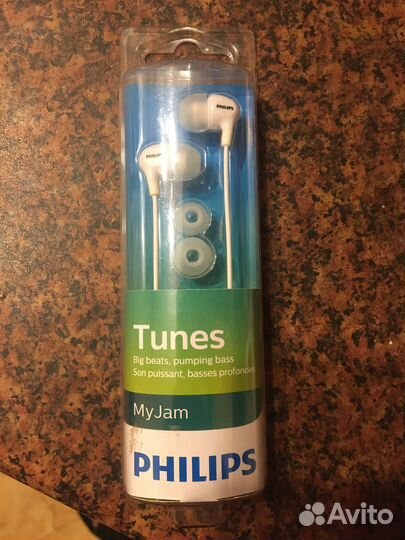 PHILIPS
PHILIPS
Tunes
Big beats, pumping bass
Son puissant, basses profondes
MyJam
PHILIPS
Avito